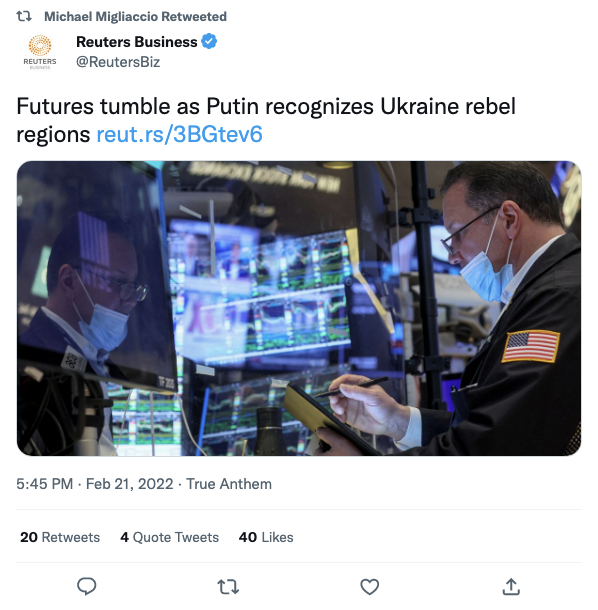 Michael Migliaccio Retweeted
REUTERS
BUSINESS
Reuters Business
@ReutersBiz
Futures tumble as Putin recognizes Ukraine rebel
regions reut.rs/3BGtev6
5:45 PM · Feb 21, 2022 · True Anthem
20 Retweets 4 Quote Tweets 40 Likes